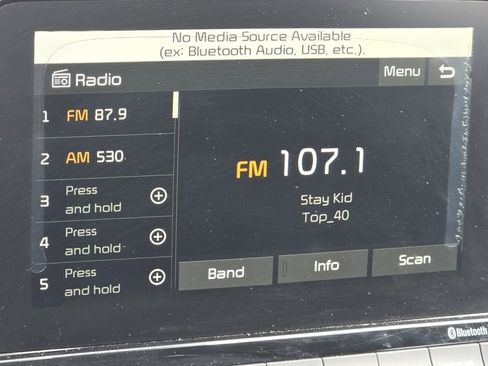 No Media Source Available
(ex: Bluetooth Audio, USB, etc.).
Radio
Menu
1 FM 87.9
2 AM 530
3 Press
and hold
4 Press
and hold
5 Press
and hold
FM 107.1
Stay Kid
Top_40
Band
Info
Scan
Bluetooth